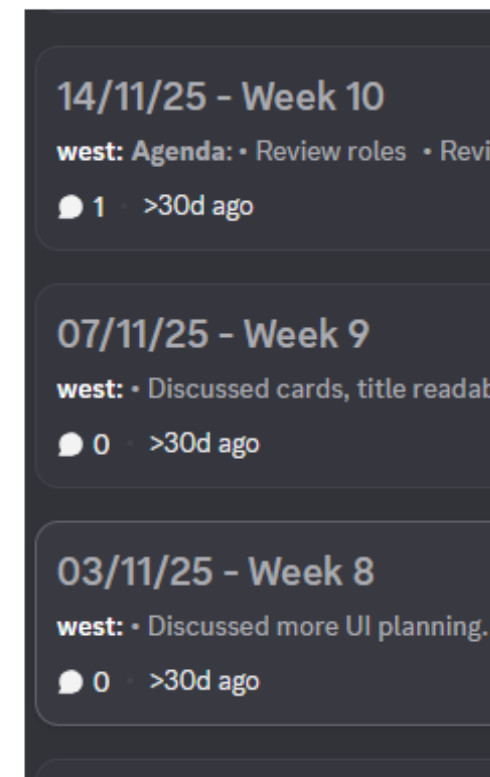 14/11/25 - Week 10
west: Agenda: • Review roles • Revi
1 · >30d ago
07/11/25 - Week 9
west: • Discussed cards, title readab
0 · >30d ago
03/11/25 - Week 8
west: • Discussed more UI planning.
0 · >30d ago